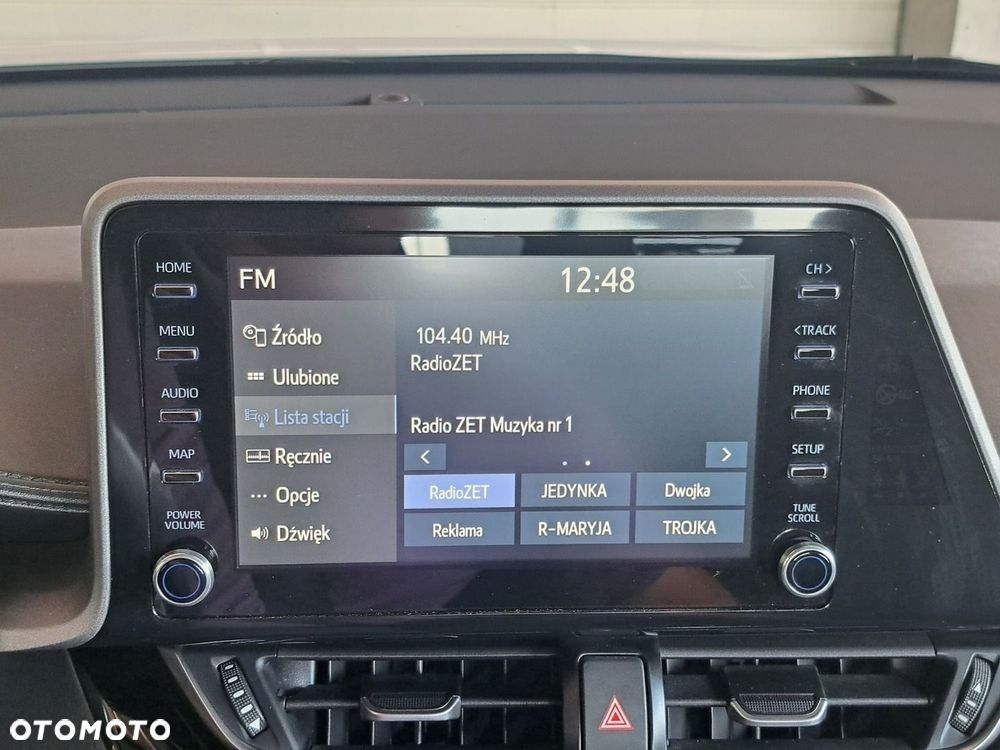 HOME
MENU
AUDIO
MAP
POWER
VOLUME
FM
12:48
Źródło
Ulubione
Lista stacji
Ręcznie
Opcje
Dźwięk
104.40 MHz
RadioZET
Radio ZET Muzyka nr 1
< >
RadioZET JEDYNKA Dwojka
Reklama R-MARYJA TROJKA
CH >
< TRACK
PHONE
SETUP
TUNE
SCROLL
OTOMOTO